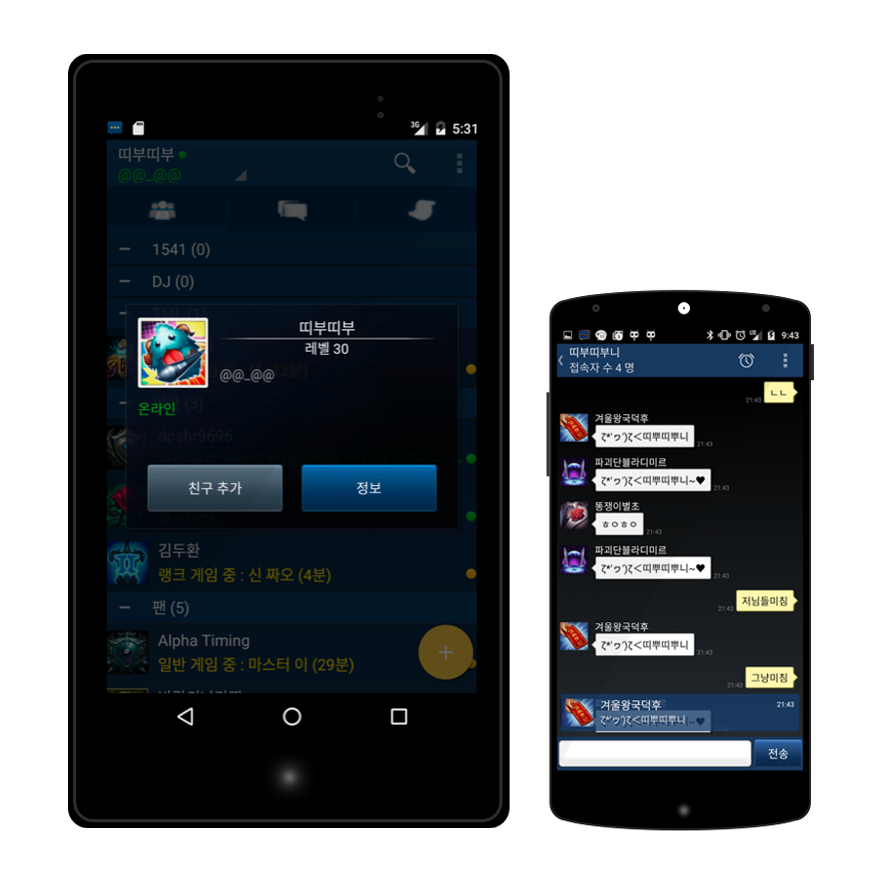 3G 5:31
띠부띠부
@@_@@
1541 (0)
DJ (0)
띠부띠부
레벨 30
@@_@@
온라인
(3)
dpshr9696
친구 추가
정보
김두환
랭크 게임 중 : 신 짜오 (4분)
팬 (5)
Alpha Timing
일반 게임 중 : 마스터 이 (29분)
+
9:43
띠부띠부니
접속자 수 4 명
21:43 ㄴㄴ
겨울왕국덕후
ζ*'ヮ')ζ<띠뿌띠뿌니 21:43
파괴단블라디미르
ζ*'ヮ')ζ<띠뿌띠뿌니~♥ 21:43
똥쟁이별초
ㅎㅇㅎㅇ 21:43
파괴단블라디미르
ζ*'ヮ')ζ<띠뿌띠뿌니~♥ 21:43
21:43 저님들미침
겨울왕국덕후
ζ*'ヮ')ζ<띠뿌띠뿌니 21:43
21:43 그냥미침
겨울왕국덕후 21:43
ζ*'ヮ')ζ<띠뿌띠뿌니
전송